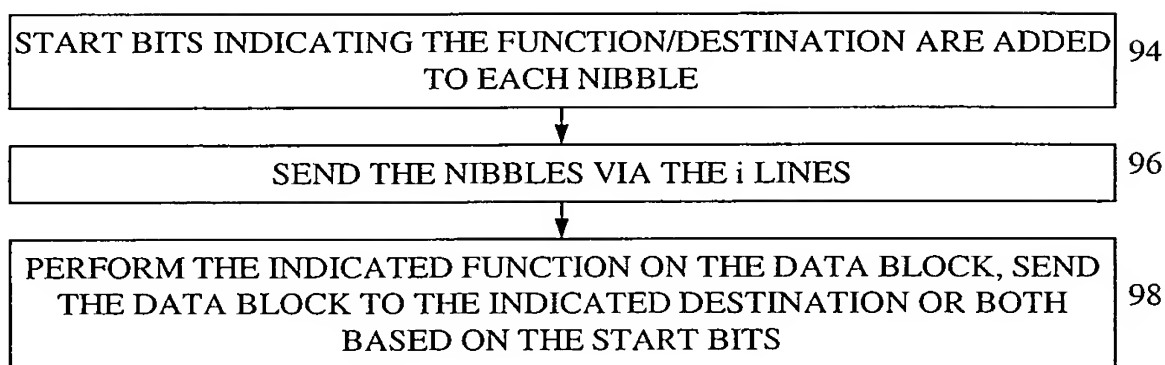 START BITS INDICATING THE FUNCTION/DESTINATION ARE ADDED
TO EACH NIBBLE
94
SEND THE NIBBLES VIA THE i LINES
96
PERFORM THE INDICATED FUNCTION ON THE DATA BLOCK, SEND
THE DATA BLOCK TO THE INDICATED DESTINATION OR BOTH
BASED ON THE START BITS
98